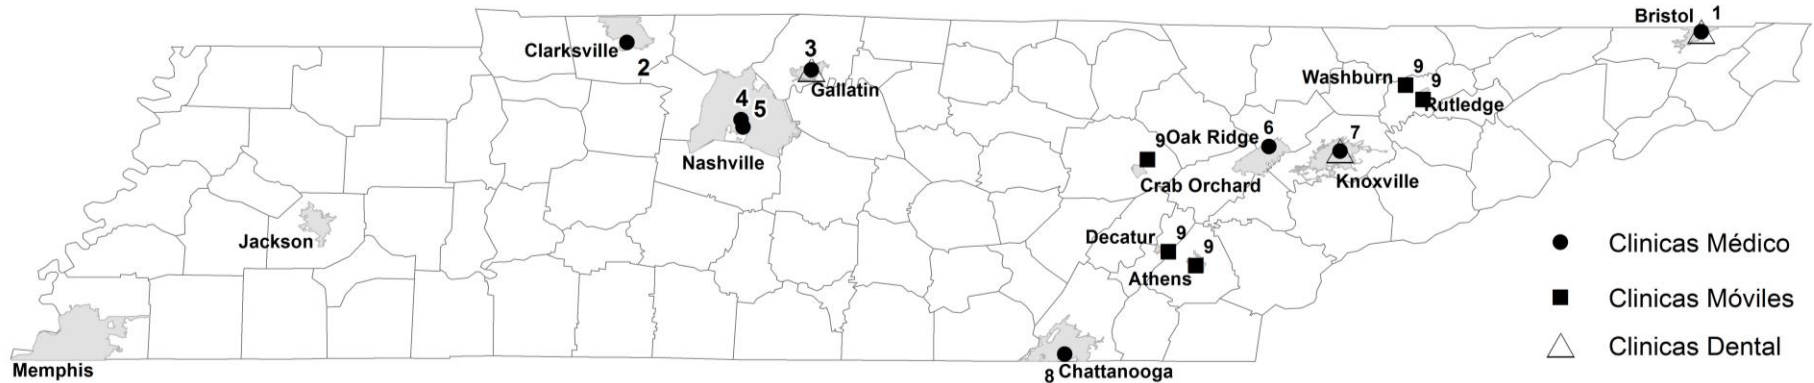 Bristol 1
Clarksville
2
3
Gallatin
Washburn 9
9
Rutledge
4
5
Nashville
9
Oak Ridge 6
7
Crab Orchard
Knoxville
Jackson
Decatur 9
9
Athens
Clinicas Médico
Clinicas Móviles
Clinicas Dental
Memphis
8 Chattanooga